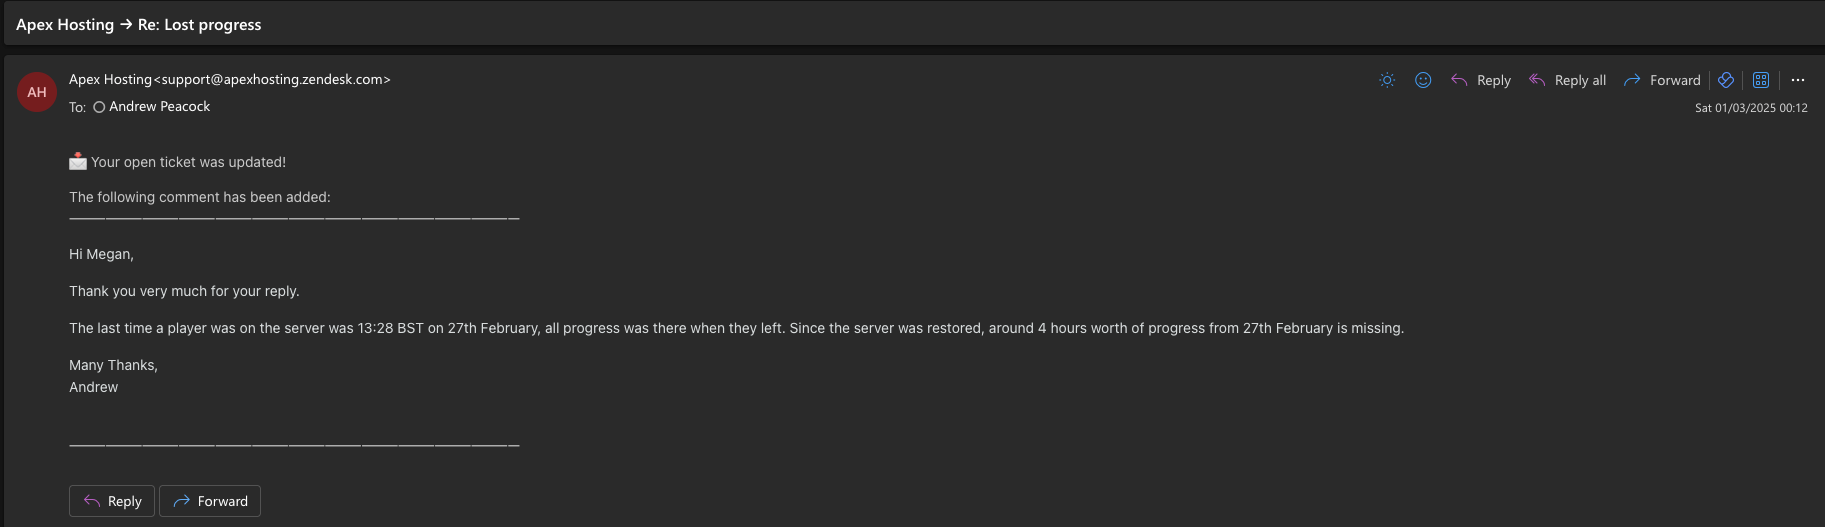 Apex Hosting → Re: Lost progress
AH
Apex Hosting<support@apexhosting.zendesk.com>
Reply
Reply all
Forward
To: Andrew Peacock
Sat 01/03/2025 00:12
Your open ticket was updated!
The following comment has been added:
Hi Megan,
Thank you very much for your reply.
The last time a player was on the server was 13:28 BST on 27th February, all progress was there when they left. Since the server was restored, around 4 hours worth of progress from 27th February is missing.
Many Thanks,
Andrew
Reply
Forward